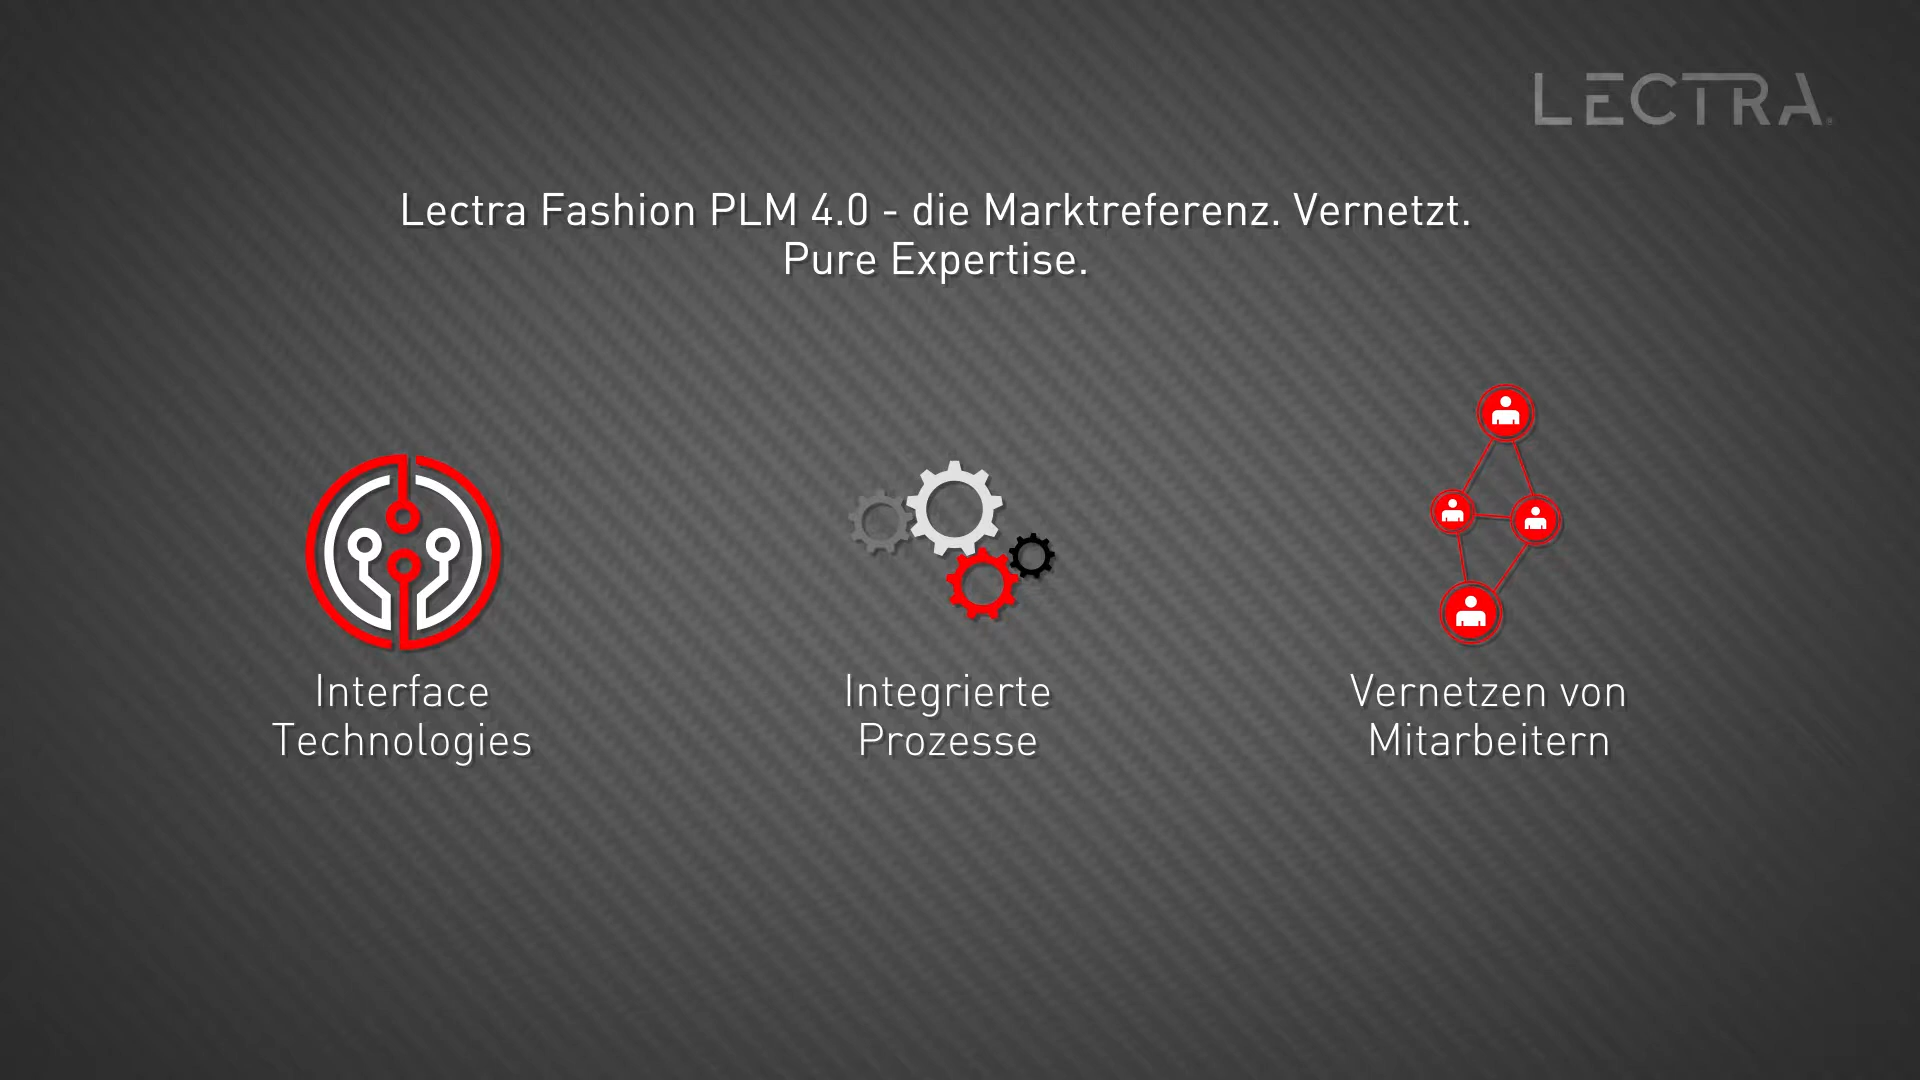 LECTRA
Lectra Fashion PLM 4.0 - die Marktreferenz. Vernetzt.
Pure Expertise.
Interface
Technologies
Integrierte
Prozesse
Vernetzen von
Mitarbeitern